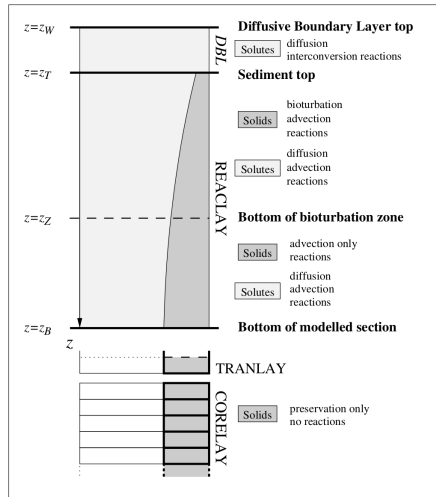 z=z_W
Diffusive Boundary Layer top
DBL
Solutes
diffusion
interconversion reactions
z=z_T
Sediment top
bioturbation
Solids
advection
reactions
diffusion
Solutes
advection
reactions
REACLAY
z=z_Z
Bottom of bioturbation zone
Solids
advection only
reactions
diffusion
Solutes
advection
reactions
z=z_B
Bottom of modelled section
z
TRANLAY
CORELAY
Solids
preservation only
no reactions